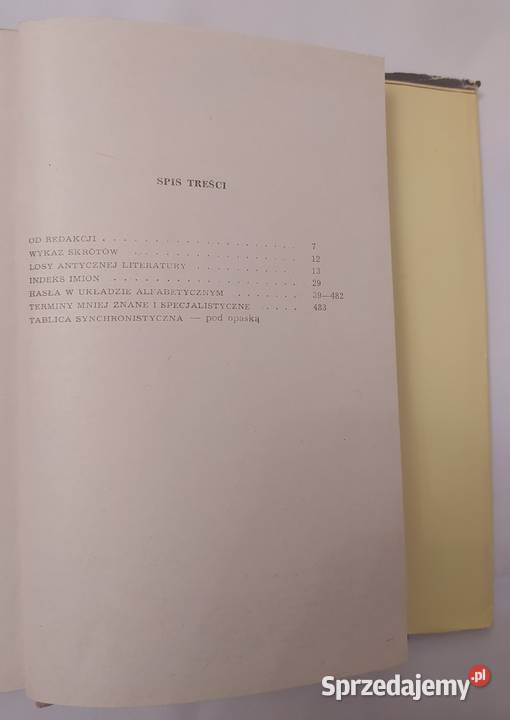 SPIS TREŚCI
OD REDAKCJI . . . . . . . . . . . . . . . . . . . . 7
WYKAZ SKRÓTÓW . . . . . . . . . . . . . . . . . . 12
LOSY ANTYCZNEJ LITERATURY . . . . . . . . . . . 13
INDEKS IMION . . . . . . . . . . . . . . . . . . . 29
HASŁA W UKŁADZIE ALFABETYCZNYM . . . . . . . 39—482
TERMINY MNIEJ ZNANE I SPECJALISTYCZNE . . . . 483
TABLICA SYNCHRONISTYCZNA — pod opaską
Sprzedajemy.pl